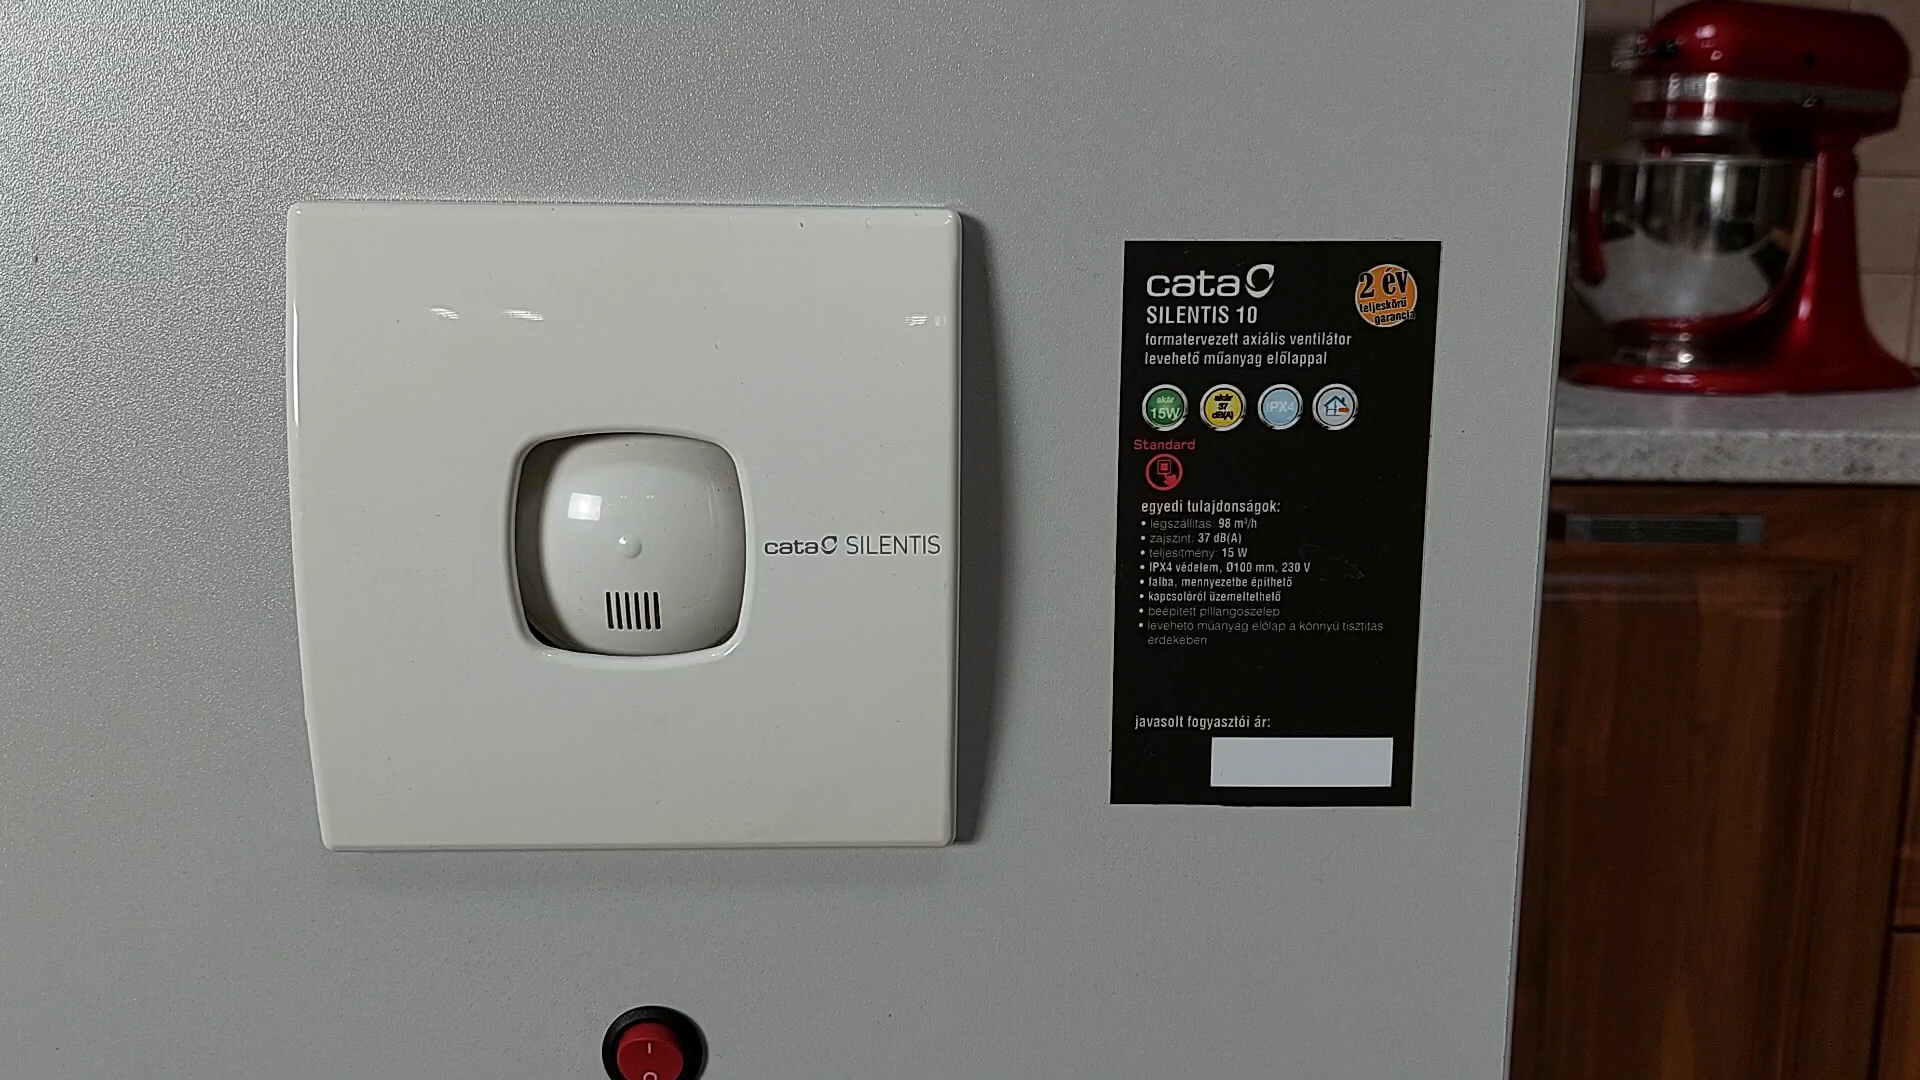 cata SILENTIS
cata
SILENTIS 10
2 év
teljeskörű
garancia
formatervezett axiális ventilátor
levehető műanyag előlappal
akár
15W
akár
37
dB(A)
IPX4
Standard
egyedi tulajdonságok:
• légszállítás: 98 m³/h
• zajszint: 37 dB(A)
• teljesítmény: 15 W
• IPX4 védelem, Ø100 mm, 230 V
• falba, mennyezetbe építhető
• kapcsolóról üzemeltethető
• beépített pillangószelep
• levehető műanyag előlap a könnyű tisztítás
érdekében
javasolt fogyasztói ár: